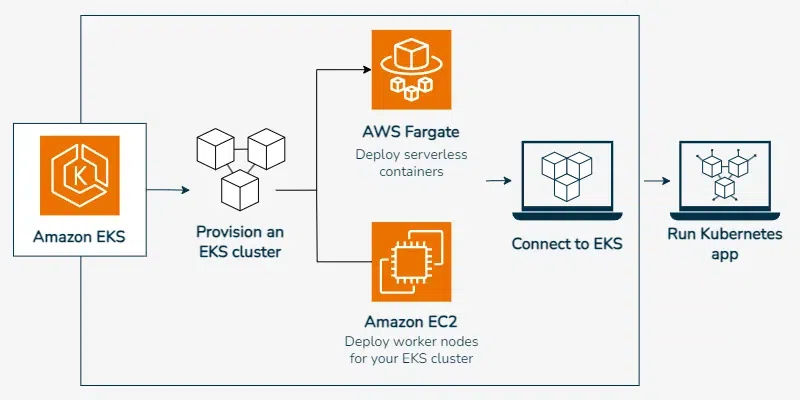 K
Amazon EKS
Provision an
EKS cluster
AWS Fargate
Deploy serverless
containers
Amazon EC2
Deploy worker nodes
for your EKS cluster
Connect to EKS
Run Kubernetes
app